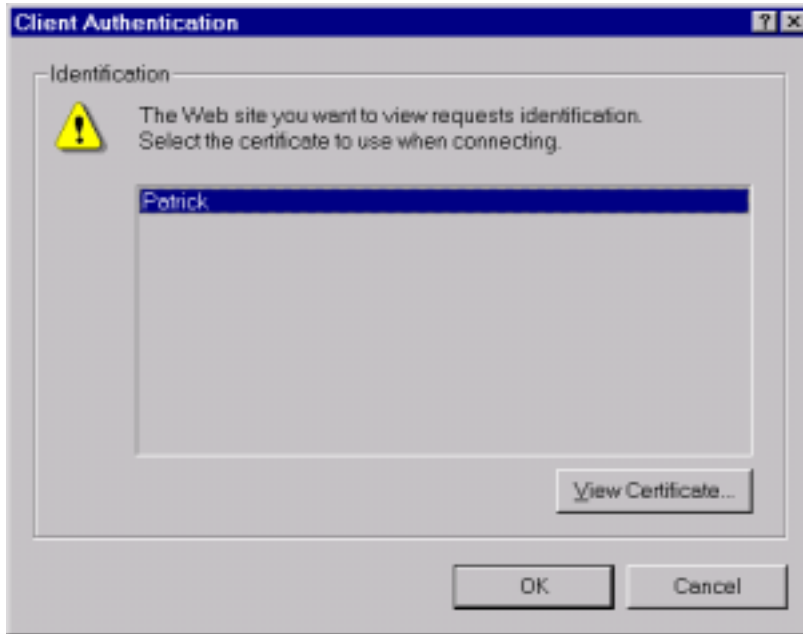 Client Authentication
Identification
The Web site you want to view requests identification.
Select the certificate to use when connecting.
Patrick
View Certificate...
OK
Cancel